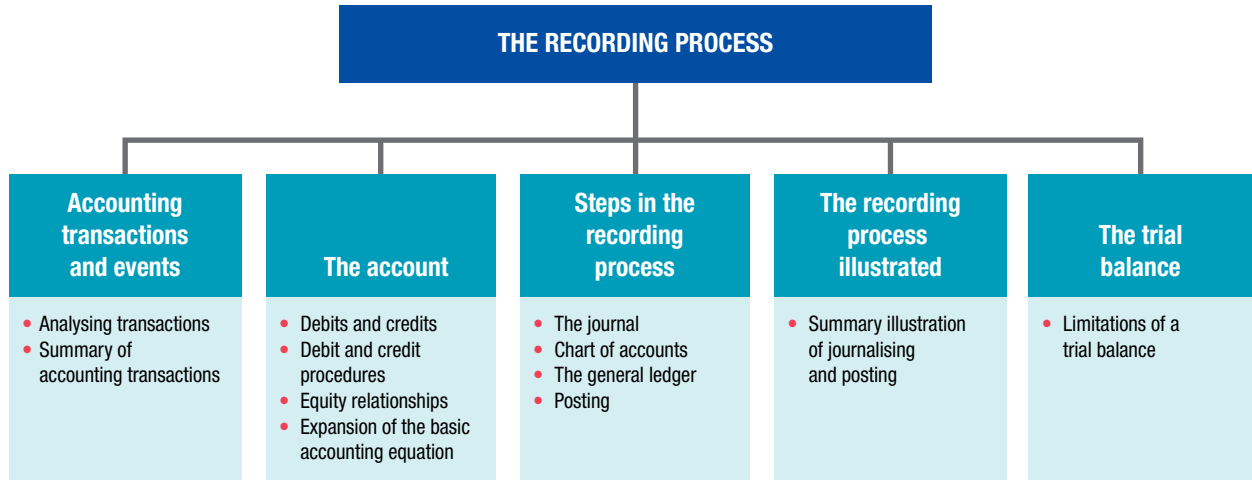 THE RECORDING PROCESS
Accounting
transactions
and events
• Analysing transactions
• Summary of
accounting transactions
The account
• Debits and credits
• Debit and credit
procedures
• Equity relationships
• Expansion of the basic
accounting equation
Steps in the
recording
process
• The journal
• Chart of accounts
• The general ledger
• Posting
The recording
process
illustrated
• Summary illustration
of journalising
and posting
The trial
balance
• Limitations of a
trial balance